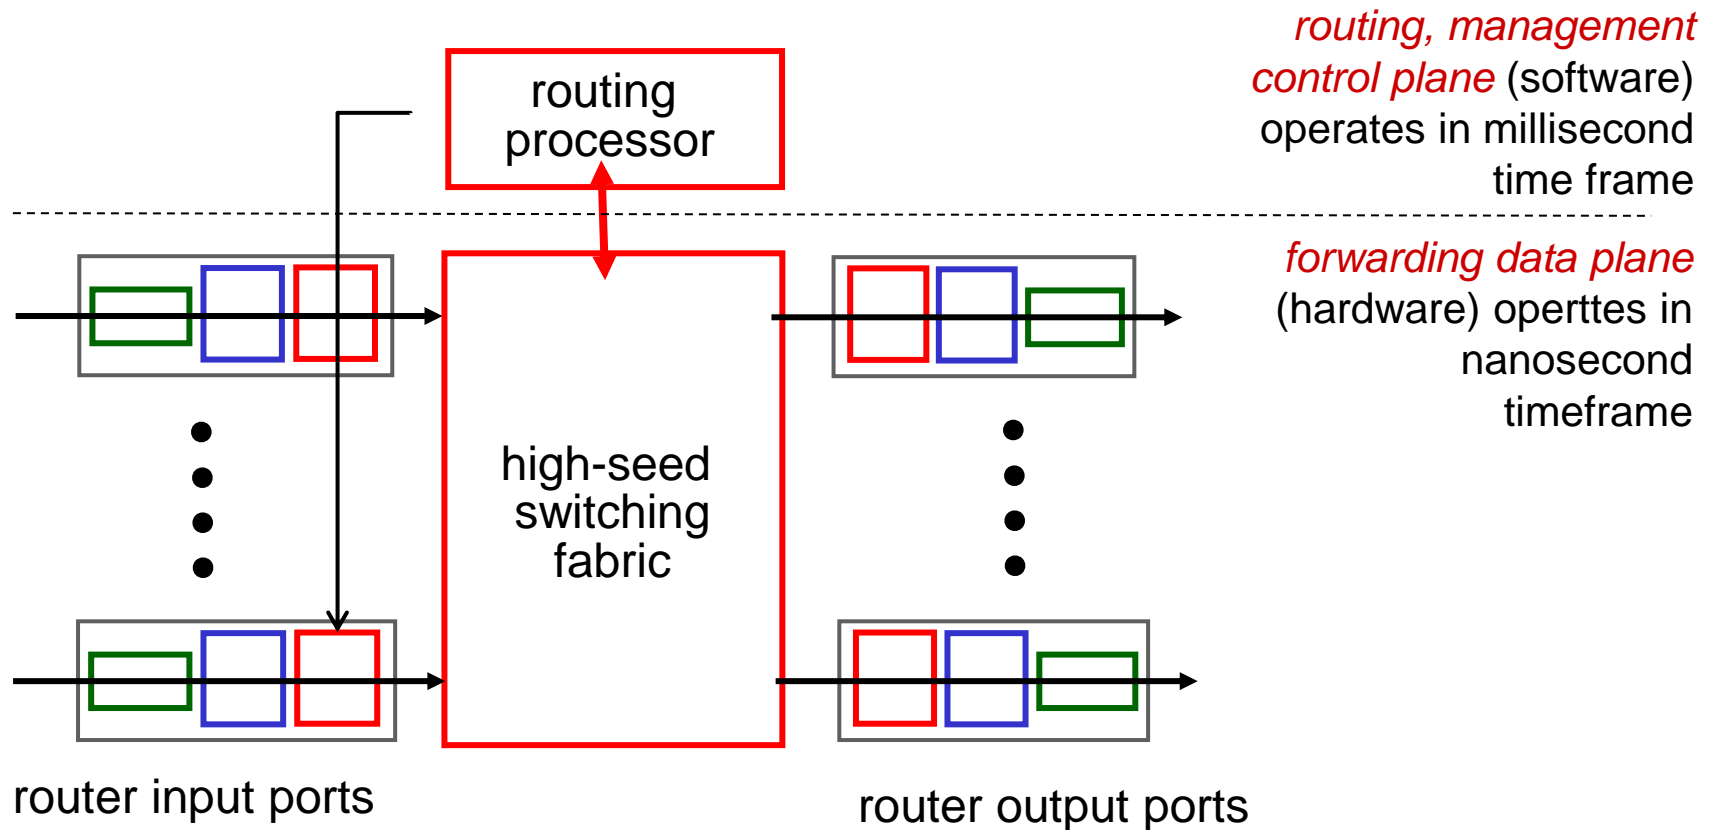 routing, management
control plane (software)
operates in millisecond
time frame
routing
processor
forwarding data plane
(hardware) operttes in
nanosecond
timeframe
high-seed
switching
fabric
router input ports
router output ports